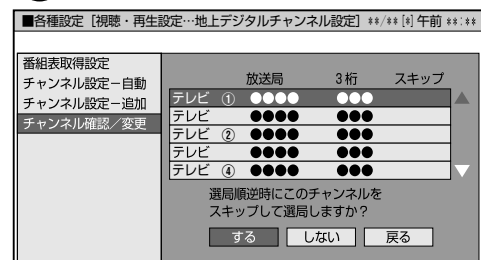 ■各種設定［視聴・再生設定…地上デジタルチャンネル設定］ **/**[*]午前 **:**
番組表取得設定
チャンネル設定－自動
チャンネル設定－追加
チャンネル確認／変更
放送局 3桁 スキップ
テレビ ① ●●●● ●●●
テレビ ●●●● ●●●
テレビ ② ●●●● ●●●
テレビ ●●●● ●●●
テレビ ④ ●●●● ●●●
選局順逆時にこのチャンネルを
スキップして選局しますか？
する しない 戻る